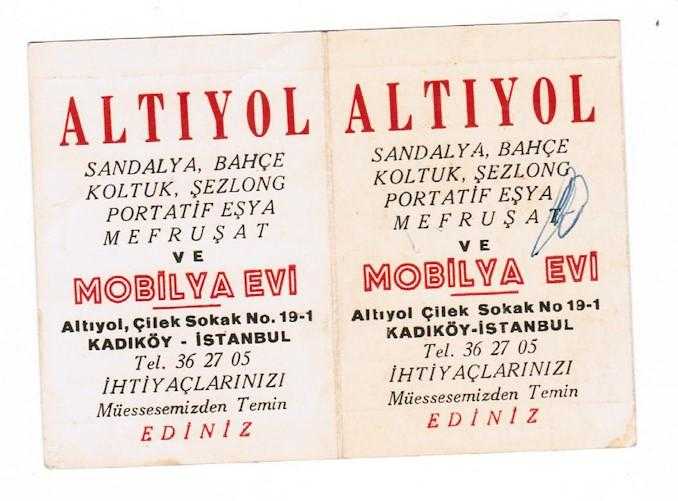 ALTIYOL
SANDALYA, BAHÇE
KOLTUK, ŞEZLONG
PORTATİF EŞYA
MEFRUŞAT
VE
MOBİLYA EVİ
Altıyol, Çilek Sokak No. 19-1
KADIKÖY - İSTANBUL
Tel. 36 27 05
İHTİYAÇLARINIZI
Müessesemizden Temin
EDİNİZ
ALTIYOL
SANDALYA, BAHÇE
KOLTUK, ŞEZLONG
PORTATİF EŞYA
MEFRUŞAT
VE
MOBİLYA EVİ
Altıyol Çilek Sokak No 19-1
KADIKÖY-İSTANBUL
Tel. 36 27 05
İHTİYAÇLARINIZI
Müessesemizden Temin
EDİNİZ